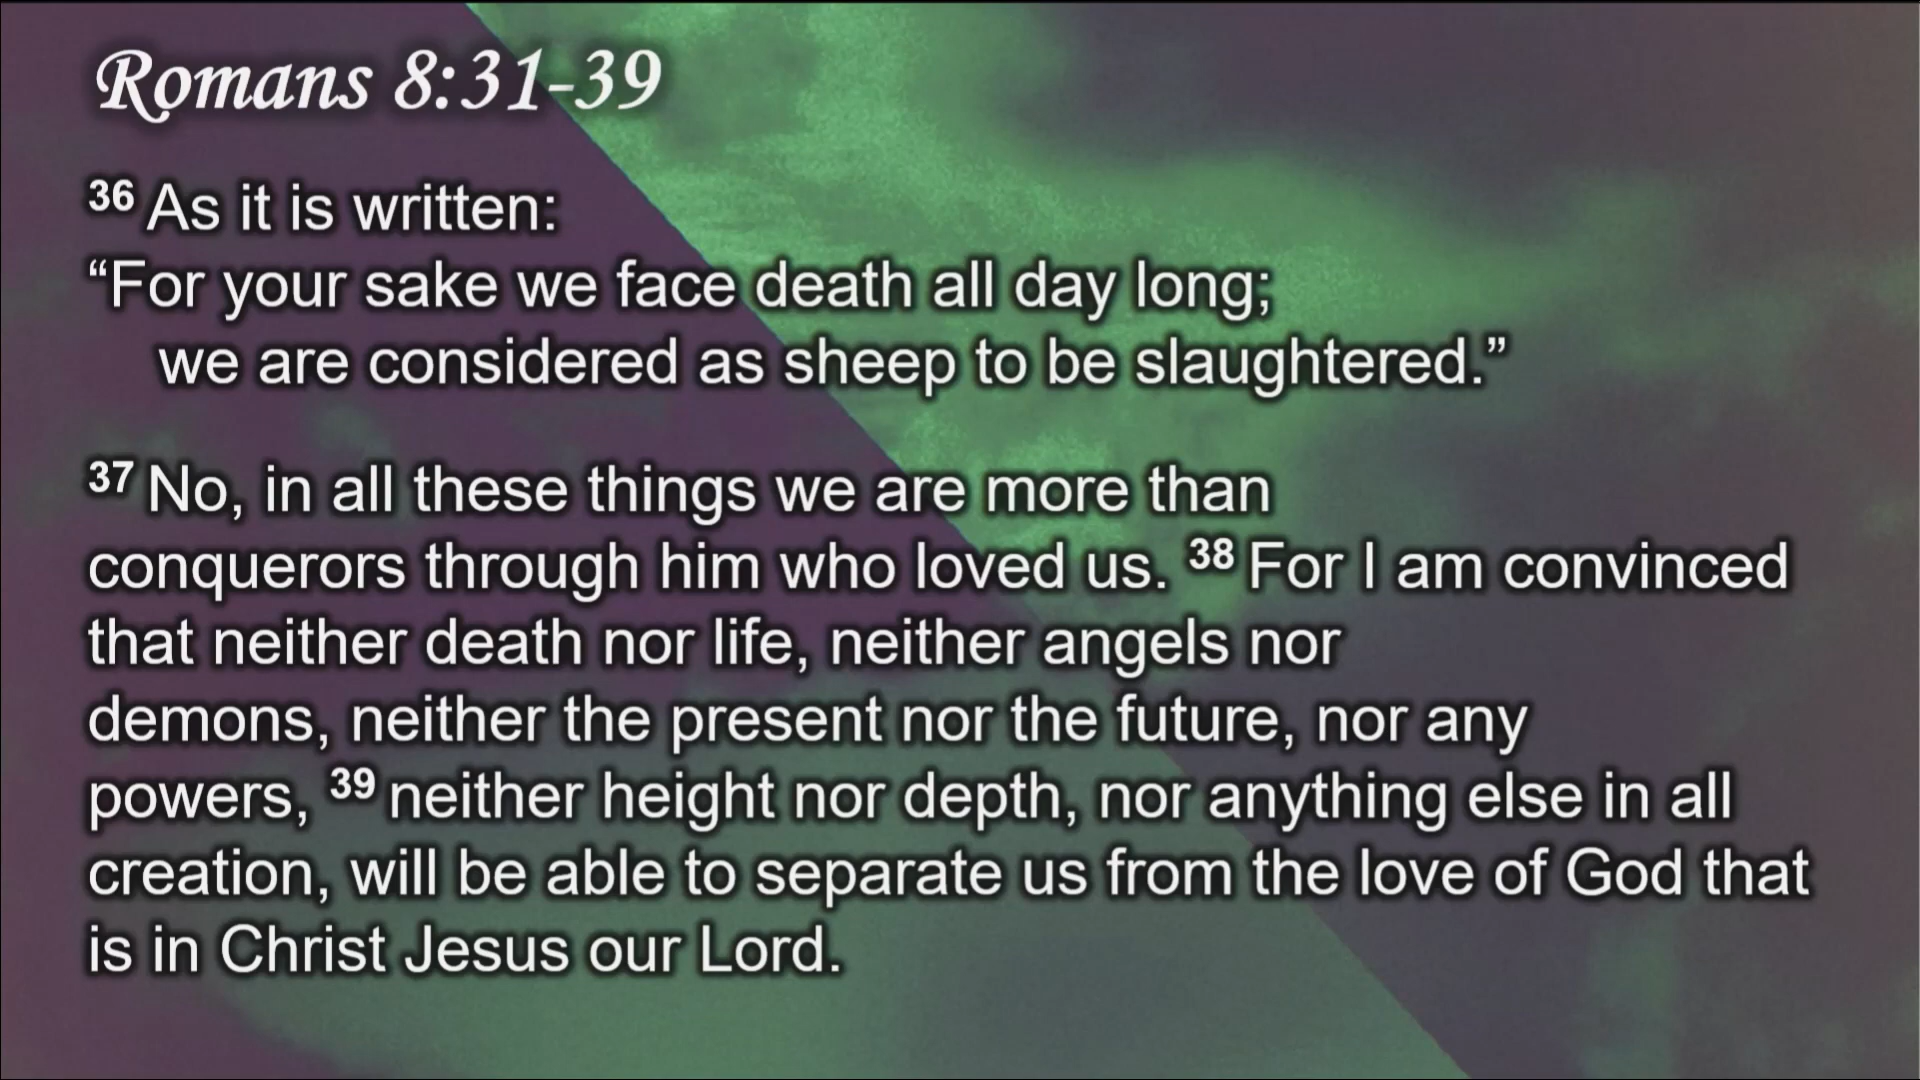 Romans 8:31-39
36 As it is written:
“For your sake we face death all day long;
we are considered as sheep to be slaughtered.”
37 No, in all these things we are more than
conquerors through him who loved us. 38 For I am convinced
that neither death nor life, neither angels nor
demons, neither the present nor the future, nor any
powers, 39 neither height nor depth, nor anything else in all
creation, will be able to separate us from the love of God that
is in Christ Jesus our Lord.